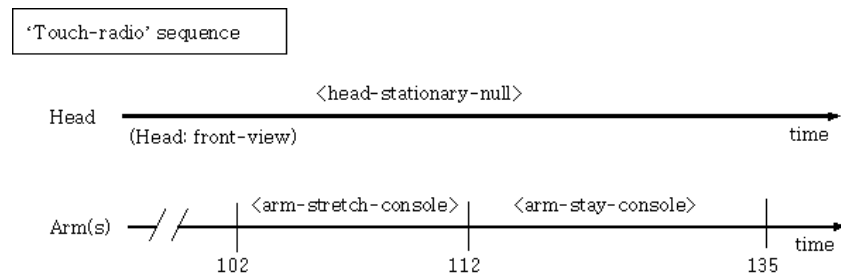 ‘Touch-radio’ sequence
<head-stationary-null>
Head
(Head: front-view)
time
<arm-stretch-console>
<arm-stay-console>
Arm(s)
time
102
112
135